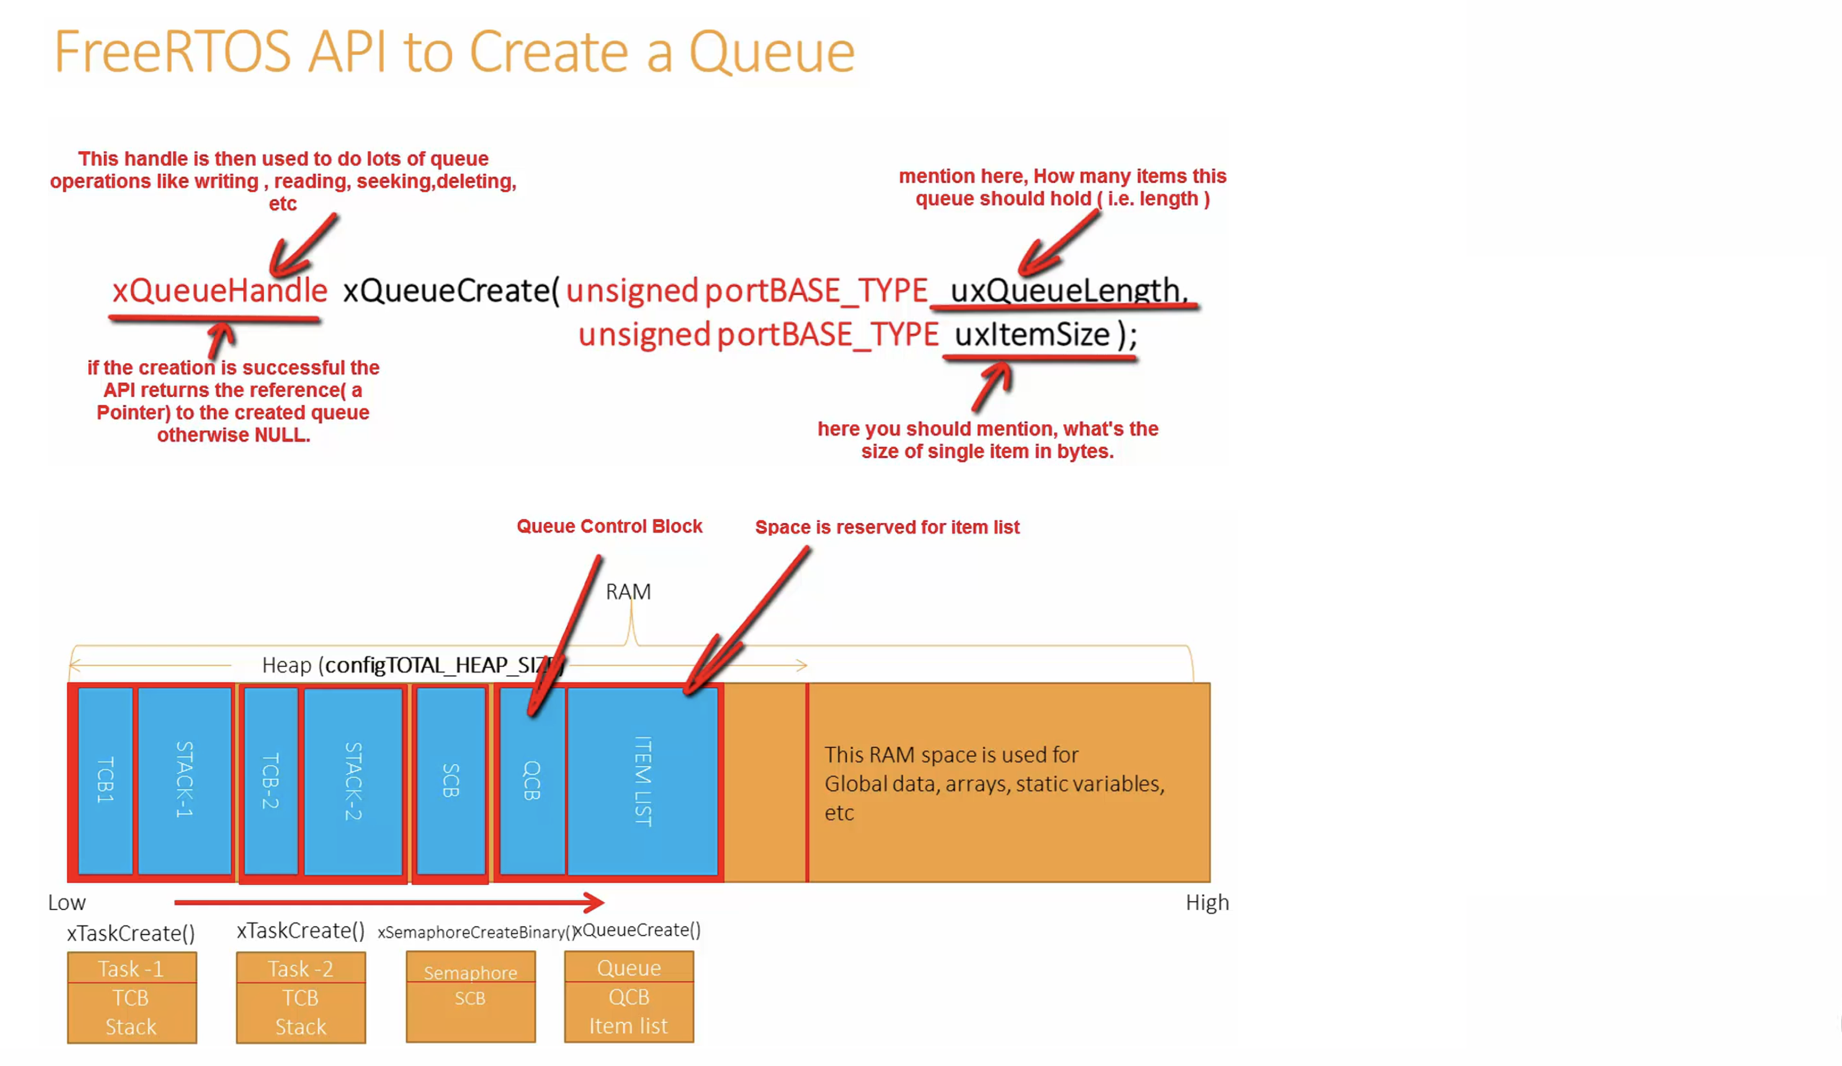 FreeRTOS API to Create a Queue
This handle is then used to do lots of queue
operations like writing , reading, seeking,deleting,
etc
mention here, How many items this
queue should hold ( i.e. length )
xQueueHandle xQueueCreate( unsigned portBASE_TYPE uxQueueLength,
unsigned portBASE_TYPE uxItemSize );
if the creation is successful the
API returns the reference( a
Pointer) to the created queue
otherwise NULL.
here you should mention, what's the
size of single item in bytes.
Queue Control Block
Space is reserved for item list
RAM
Heap (configTOTAL_HEAP_SIZE)
TCB1
STACK-1
TCB-2
STACK-2
SCB
QCB
ITEM LIST
This RAM space is used for
Global data, arrays, static variables,
etc
Low
High
xTaskCreate()
xTaskCreate()
xSemaphoreCreateBinary()
xQueueCreate()
Task -1
TCB
Stack
Task -2
TCB
Stack
Semaphore
SCB
Queue
QCB
Item list